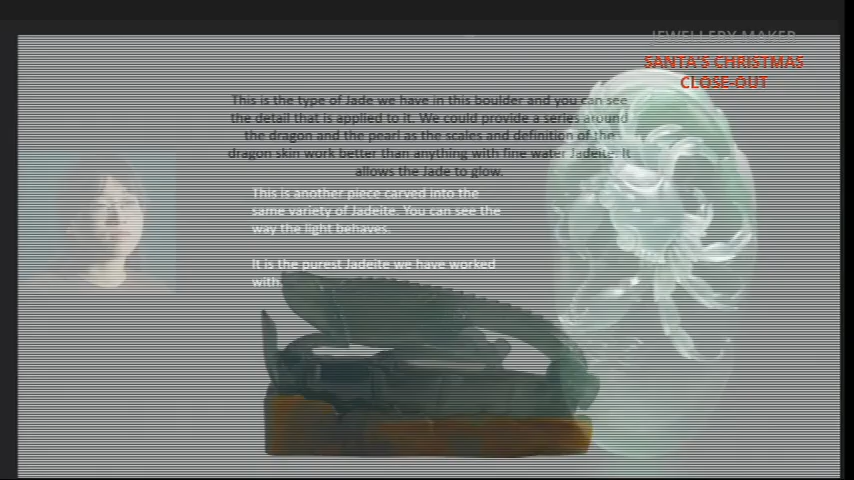 JEWELLERY MAKER
SANTA'S CHRISTMAS
CLOSE-OUT
This is the type of Jade we have in this boulder and you can see
the detail that is applied to it. We could provide a series around
the dragon and the pearl as the scales and definition of the
dragon skin work better than anything with fine water Jadeite. It
allows the Jade to glow.
This is another piece carved into the
same variety of Jadeite. You can see the
way the light behaves.
It is the purest Jadeite we have worked
with.